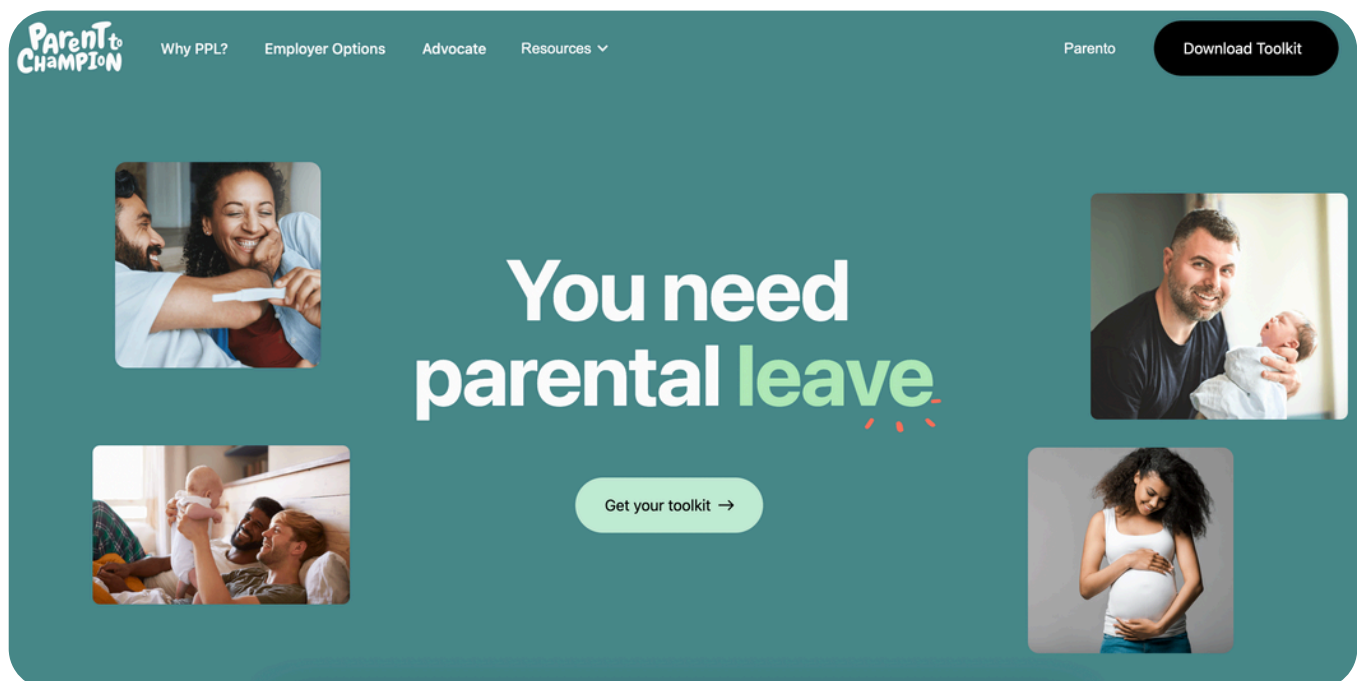 Parent to
Champion
Why PPL?
Employer Options
Advocate
Resources
Parento
Download Toolkit
You need
parental leave
Get your toolkit →